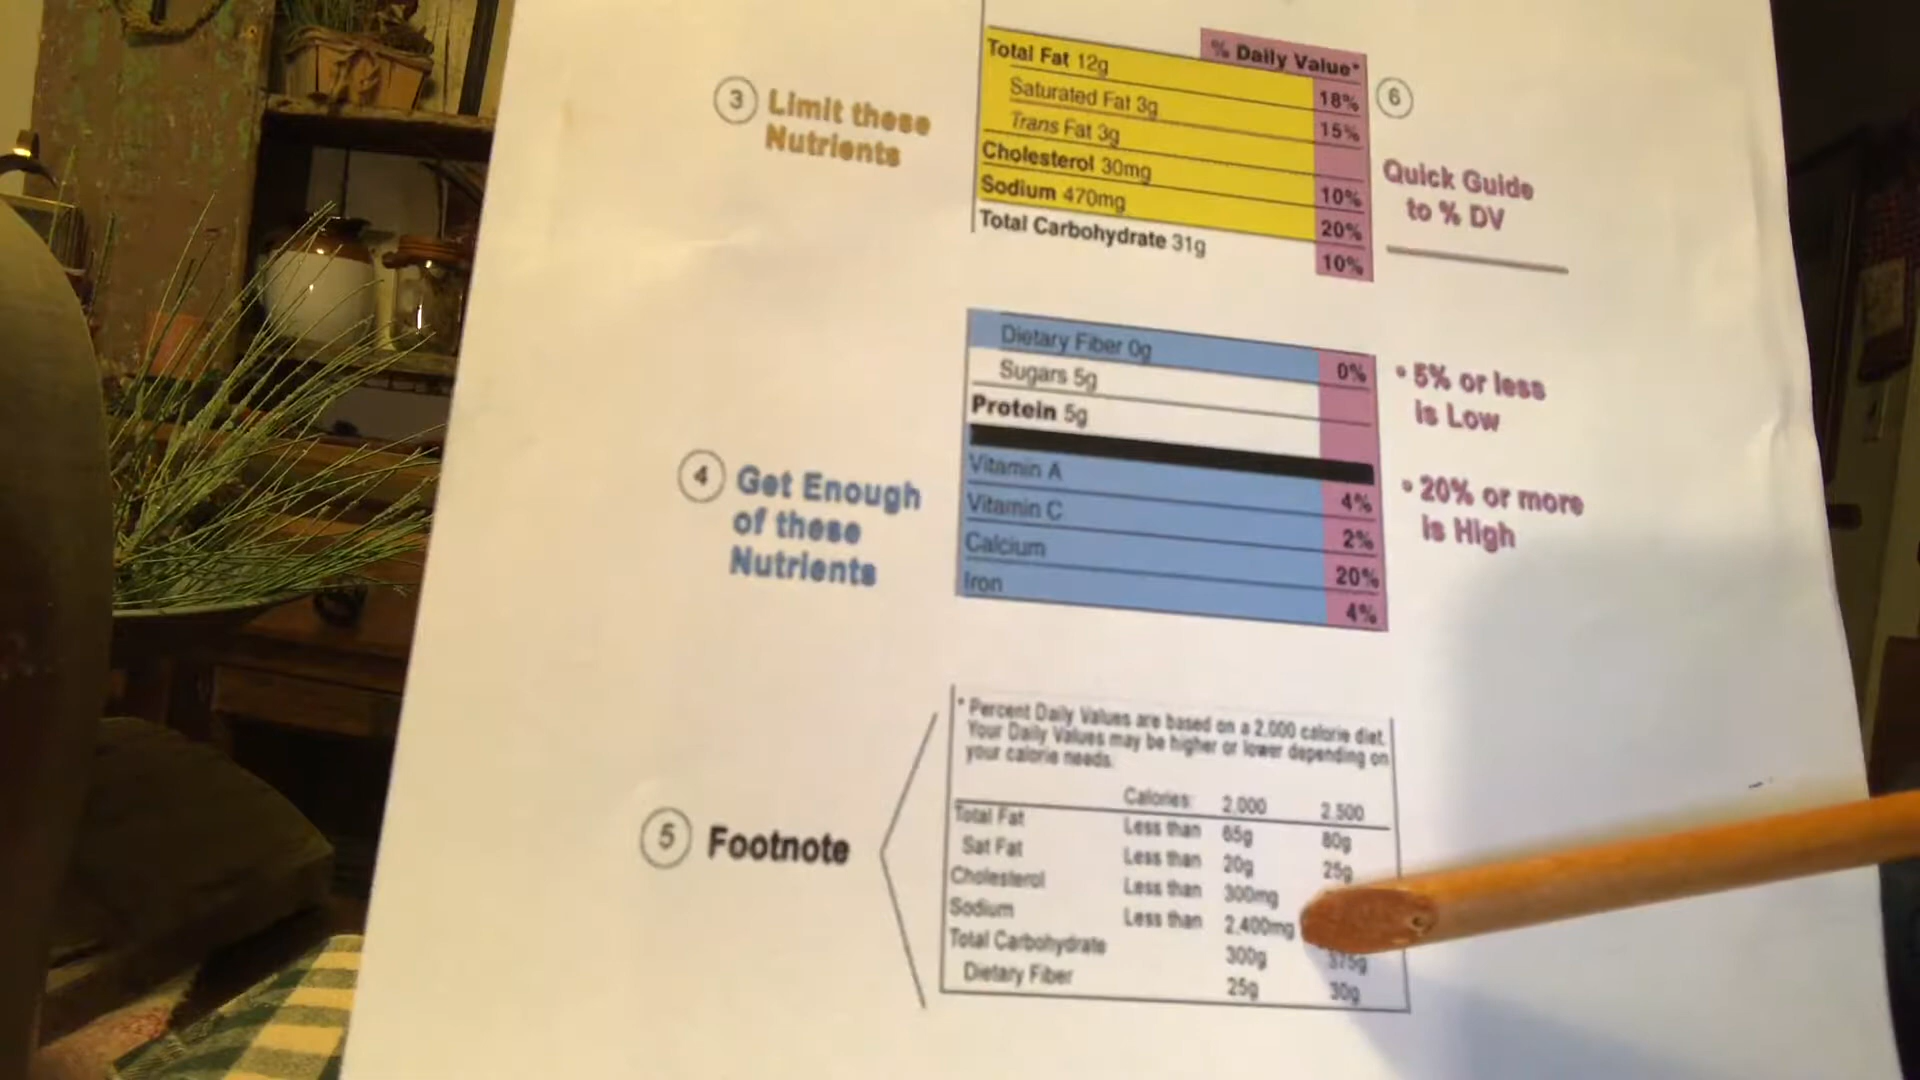 % Daily Value*
Total Fat 12g 18%
Saturated Fat 3g 15%
Trans Fat 3g
Cholesterol 30mg 10%
Sodium 470mg 20%
Total Carbohydrate 31g 10%
3 Limit these
Nutrients
6
Quick Guide
to % DV
Dietary Fiber 0g 0%
Sugars 5g
Protein 5g
Vitamin A 4%
Vitamin C 2%
Calcium 20%
Iron 4%
4 Get Enough
of these
Nutrients
• 5% or less
is Low
• 20% or more
is High
5 Footnote
* Percent Daily Values are based on a 2,000 calorie diet.
Your Daily Values may be higher or lower depending on
your calorie needs.
Calories: 2,000 2,500
Total Fat Less than 65g 80g
Sat Fat Less than 20g 25g
Cholesterol Less than 300mg
Sodium Less than 2,400mg
Total Carbohydrate 300g 375g
Dietary Fiber 25g 30g